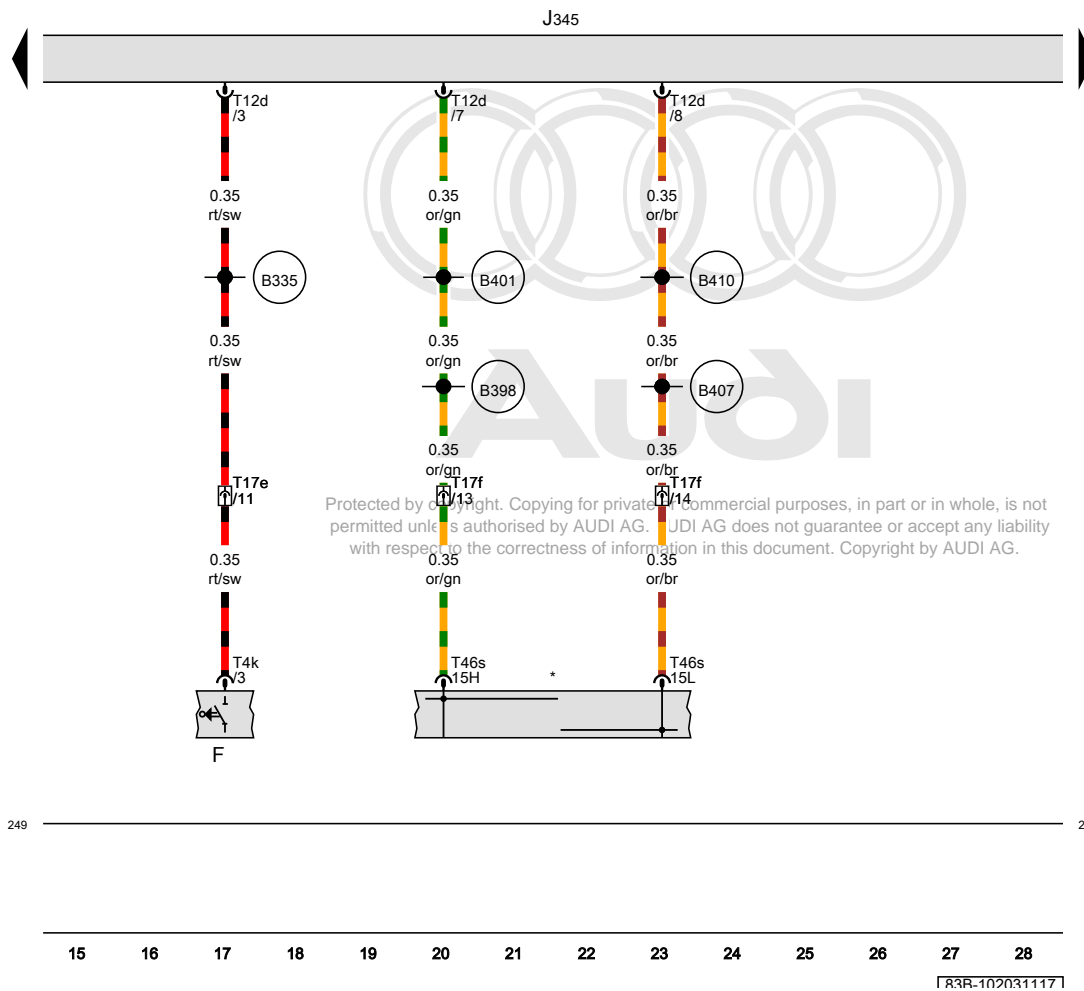 J345
T12d T12d T12d
/3 /7 /8
0.35 0.35 0.35
rt/sw or/gn or/br
B335 B401 B410
0.35 0.35 0.35
rt/sw or/gn or/br
B398 B407
Audi
0.35 0.35
or/gn or/br
T17e T17f T17f
/11 /13 /14
Protected by copyright. Copying for private or commercial purposes, in part or in whole, is not
permitted unless authorised by AUDI AG. AUDI AG does not guarantee or accept any liability
with respect to the correctness of information in this document. Copyright by AUDI AG.
0.35 0.35 0.35
rt/sw or/gn or/br
T4k T46s * T46s
/3 15H 15L
F
249 2
15 16 17 18 19 20 21 22 23 24 25 26 27 28
83B-102031117